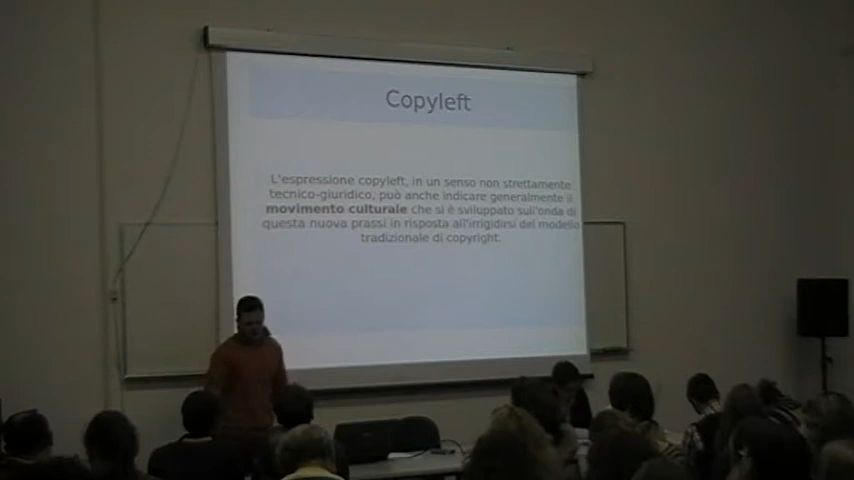 Copyleft
L'espressione copyleft, in un senso non strettamente
tecnico-giuridico, può anche indicare generalmente il
movimento culturale che si è sviluppato sull'onda di
questa nuova prassi in risposta all'irrigidirsi del modello
tradizionale di copyright.